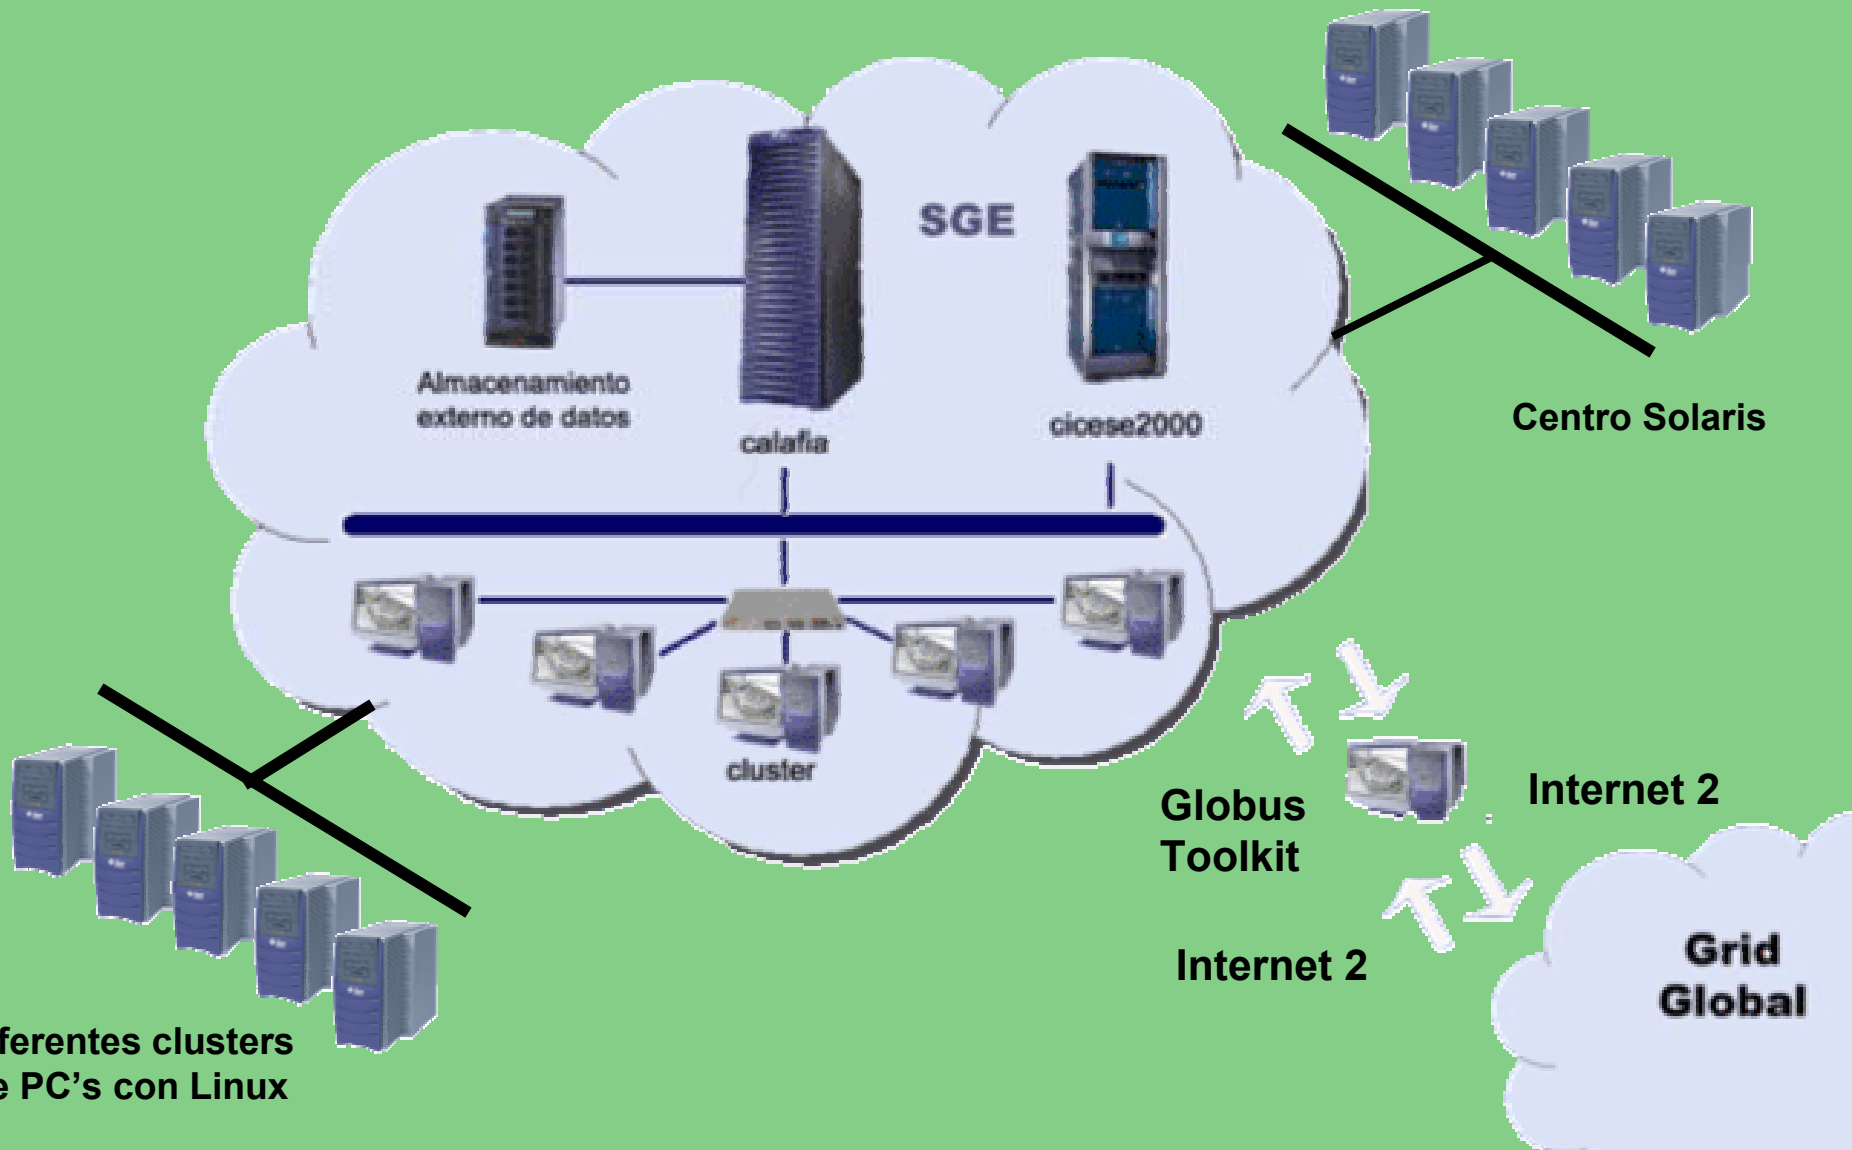 SGE
Almacenamiento
externo de datos
calafia
cicese2000
Centro Solaris
cluster
Globus
Toolkit
Internet 2
Internet 2
Grid
Global
ferentes clusters
e PC's con Linux